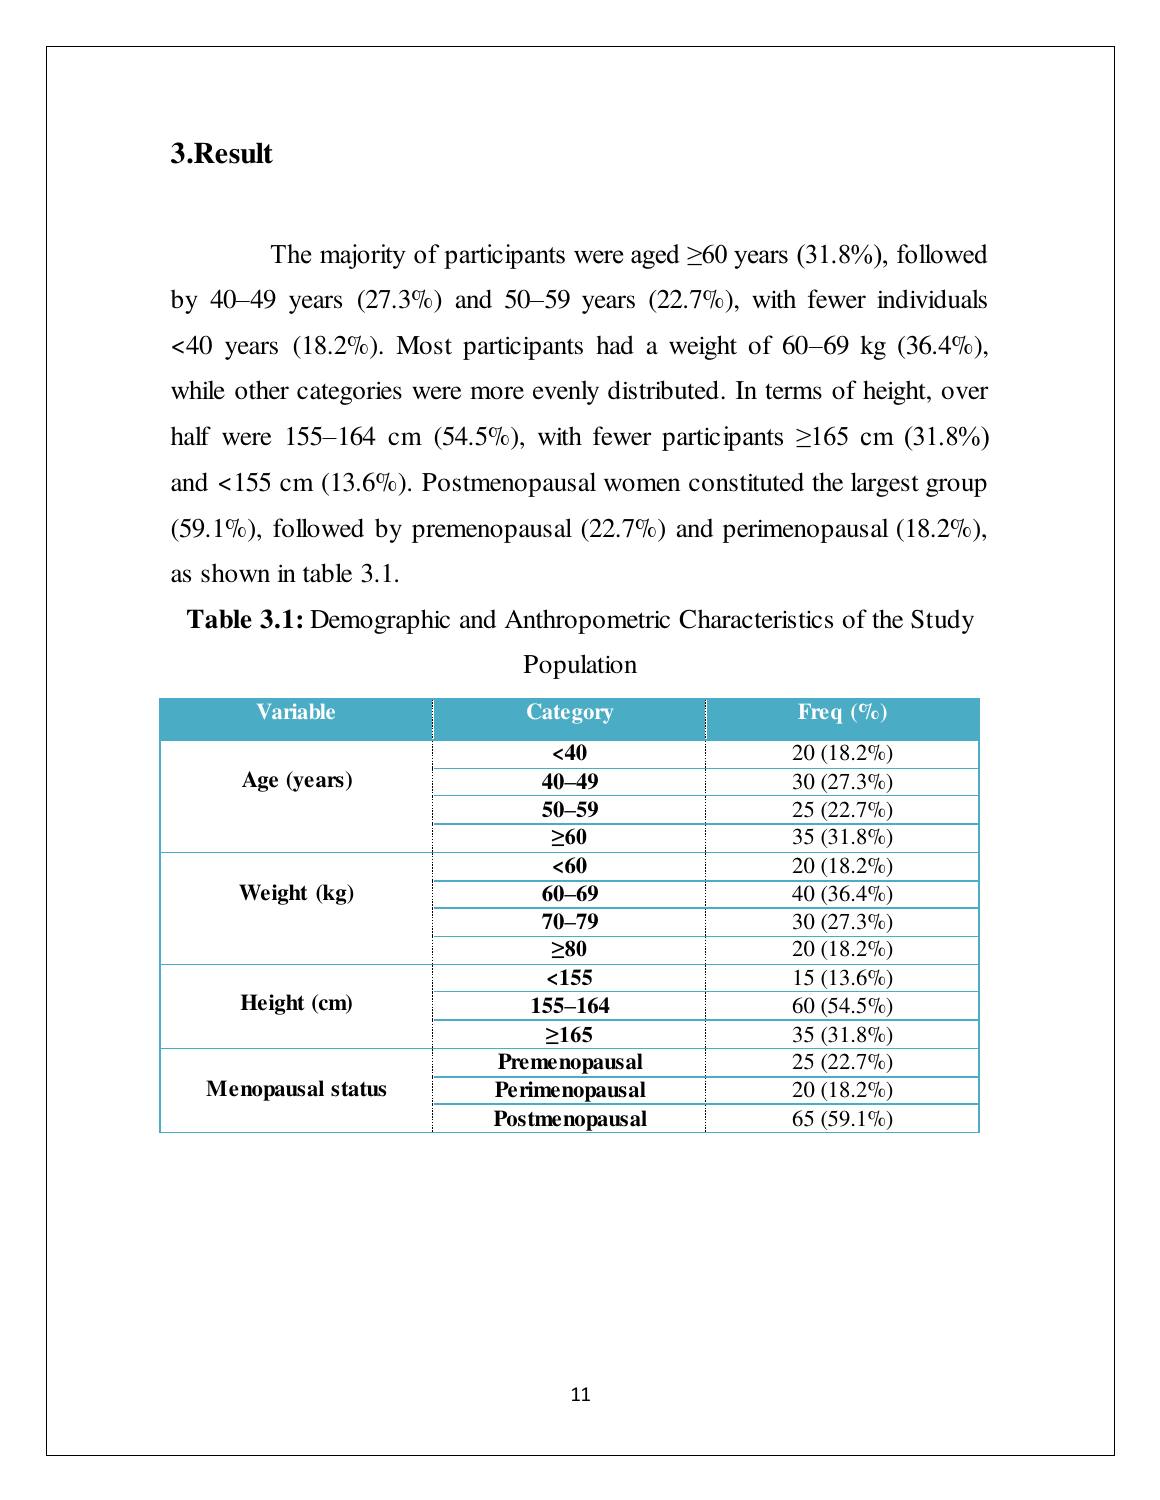 3.Result
The majority of participants were aged ≥60 years (31.8%), followed
by 40–49 years (27.3%) and 50–59 years (22.7%), with fewer individuals
<40 years (18.2%). Most participants had a weight of 60–69 kg (36.4%),
while other categories were more evenly distributed. In terms of height, over
half were 155–164 cm (54.5%), with fewer participants ≥165 cm (31.8%)
and <155 cm (13.6%). Postmenopausal women constituted the largest group
(59.1%), followed by premenopausal (22.7%) and perimenopausal (18.2%),
as shown in table 3.1.
Table 3.1: Demographic and Anthropometric Characteristics of the Study
Population
Variable Category Freq (%)
Age (years)
<40 20 (18.2%)
40–49 30 (27.3%)
50–59 25 (22.7%)
≥60 35 (31.8%)
Weight (kg)
<60 20 (18.2%)
60–69 40 (36.4%)
70–79 30 (27.3%)
≥80 20 (18.2%)
Height (cm)
<155 15 (13.6%)
155–164 60 (54.5%)
≥165 35 (31.8%)
Menopausal status
Premenopausal 25 (22.7%)
Perimenopausal 20 (18.2%)
Postmenopausal 65 (59.1%)
11